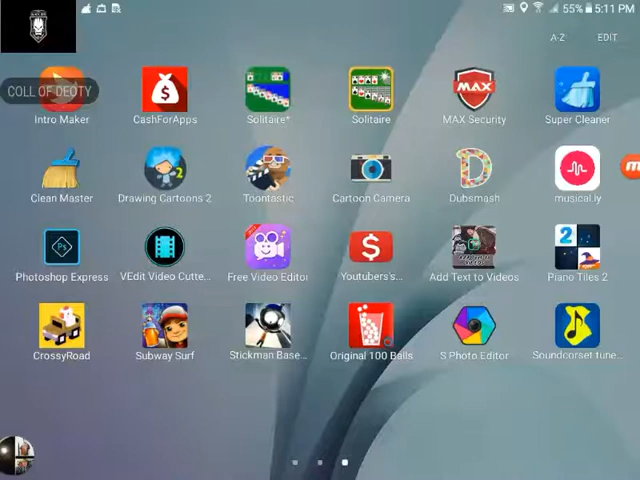 55% 5:11 PM
A-Z EDIT
COLL OF DEOTY
Intro Maker CashForApps Solitaire* Solitaire MAX Security Super Cleaner
MAX
Clean Master Drawing Cartoons 2 Toontastic Cartoon Camera Dubsmash musical.ly
Photoshop Express VEdit Video Cutte... Free Video Editor Youtubers's... Add Text to Videos Piano Tiles 2
CrossyRoad Subway Surf Stickman Base... Original 100 Balls S Photo Editor Soundcorset tune...